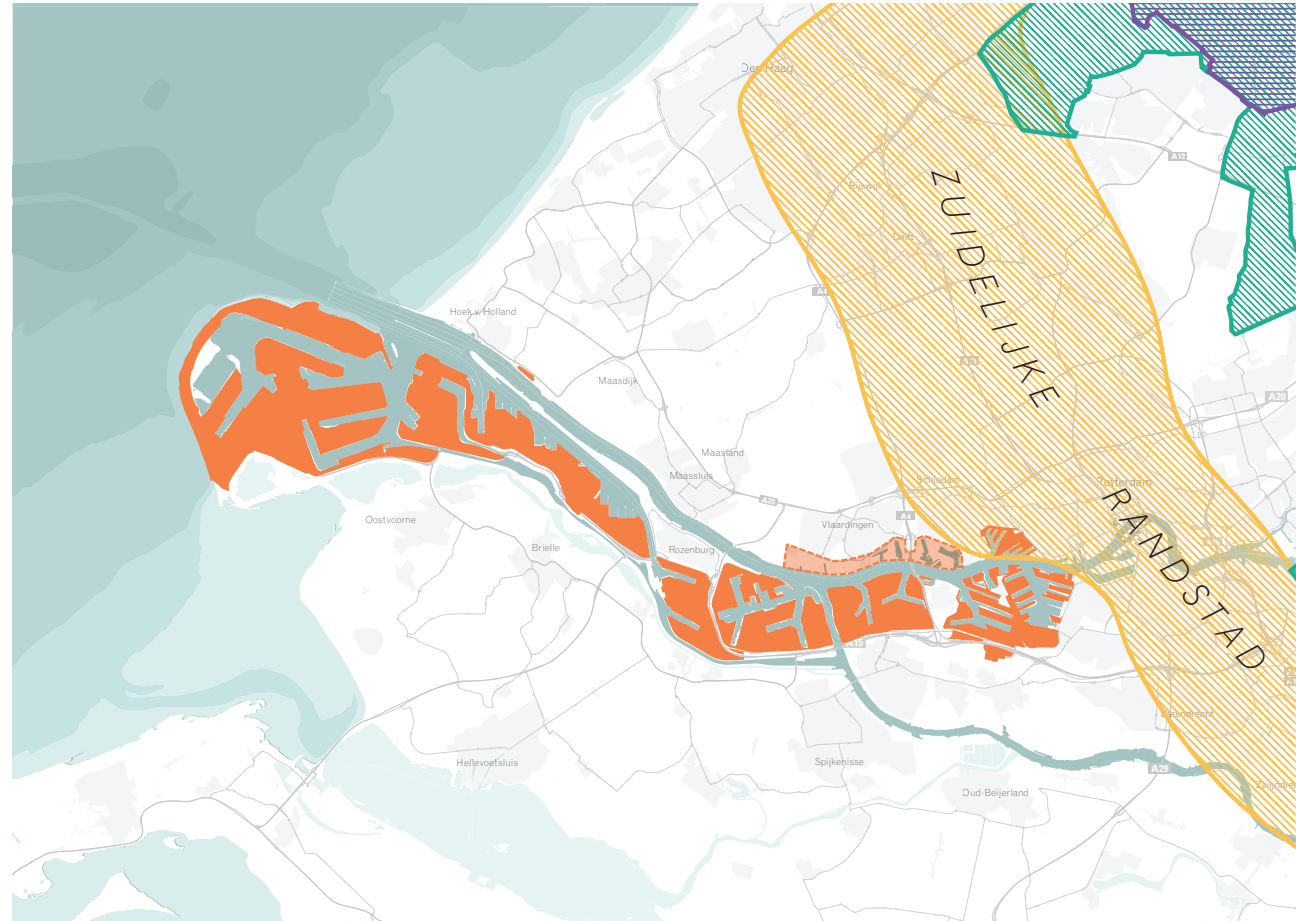 Den Haag
A12
Rijswijk
ZUIDELIJKE
Delft
A4
Hoek v. Holland
A13
Maasdijk
A20
Maasland
Maassluis
Schiedam
Rotterdam
RANDSTAD
A20
A4
Oostvoorne
Vlaardingen
Brielle
Rozenburg
A15
Barendrecht
Hellevoetsluis
Spijkenisse
A29
Oud-Beijerland